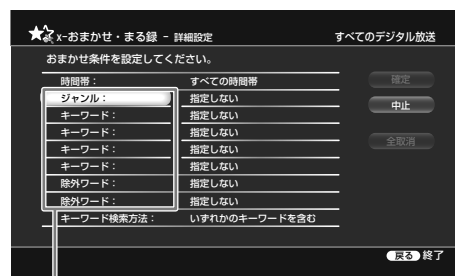 x-おまかせ・まる録 - 詳細設定 すべてのデジタル放送
おまかせ条件を設定してください。
時間帯： すべての時間帯
ジャンル： 指定しない
キーワード： 指定しない
キーワード： 指定しない
キーワード： 指定しない
キーワード： 指定しない
除外ワード： 指定しない
除外ワード： 指定しない
キーワード検索方法： いずれかのキーワードを含む
確定
中止
全取消
戻る 終了